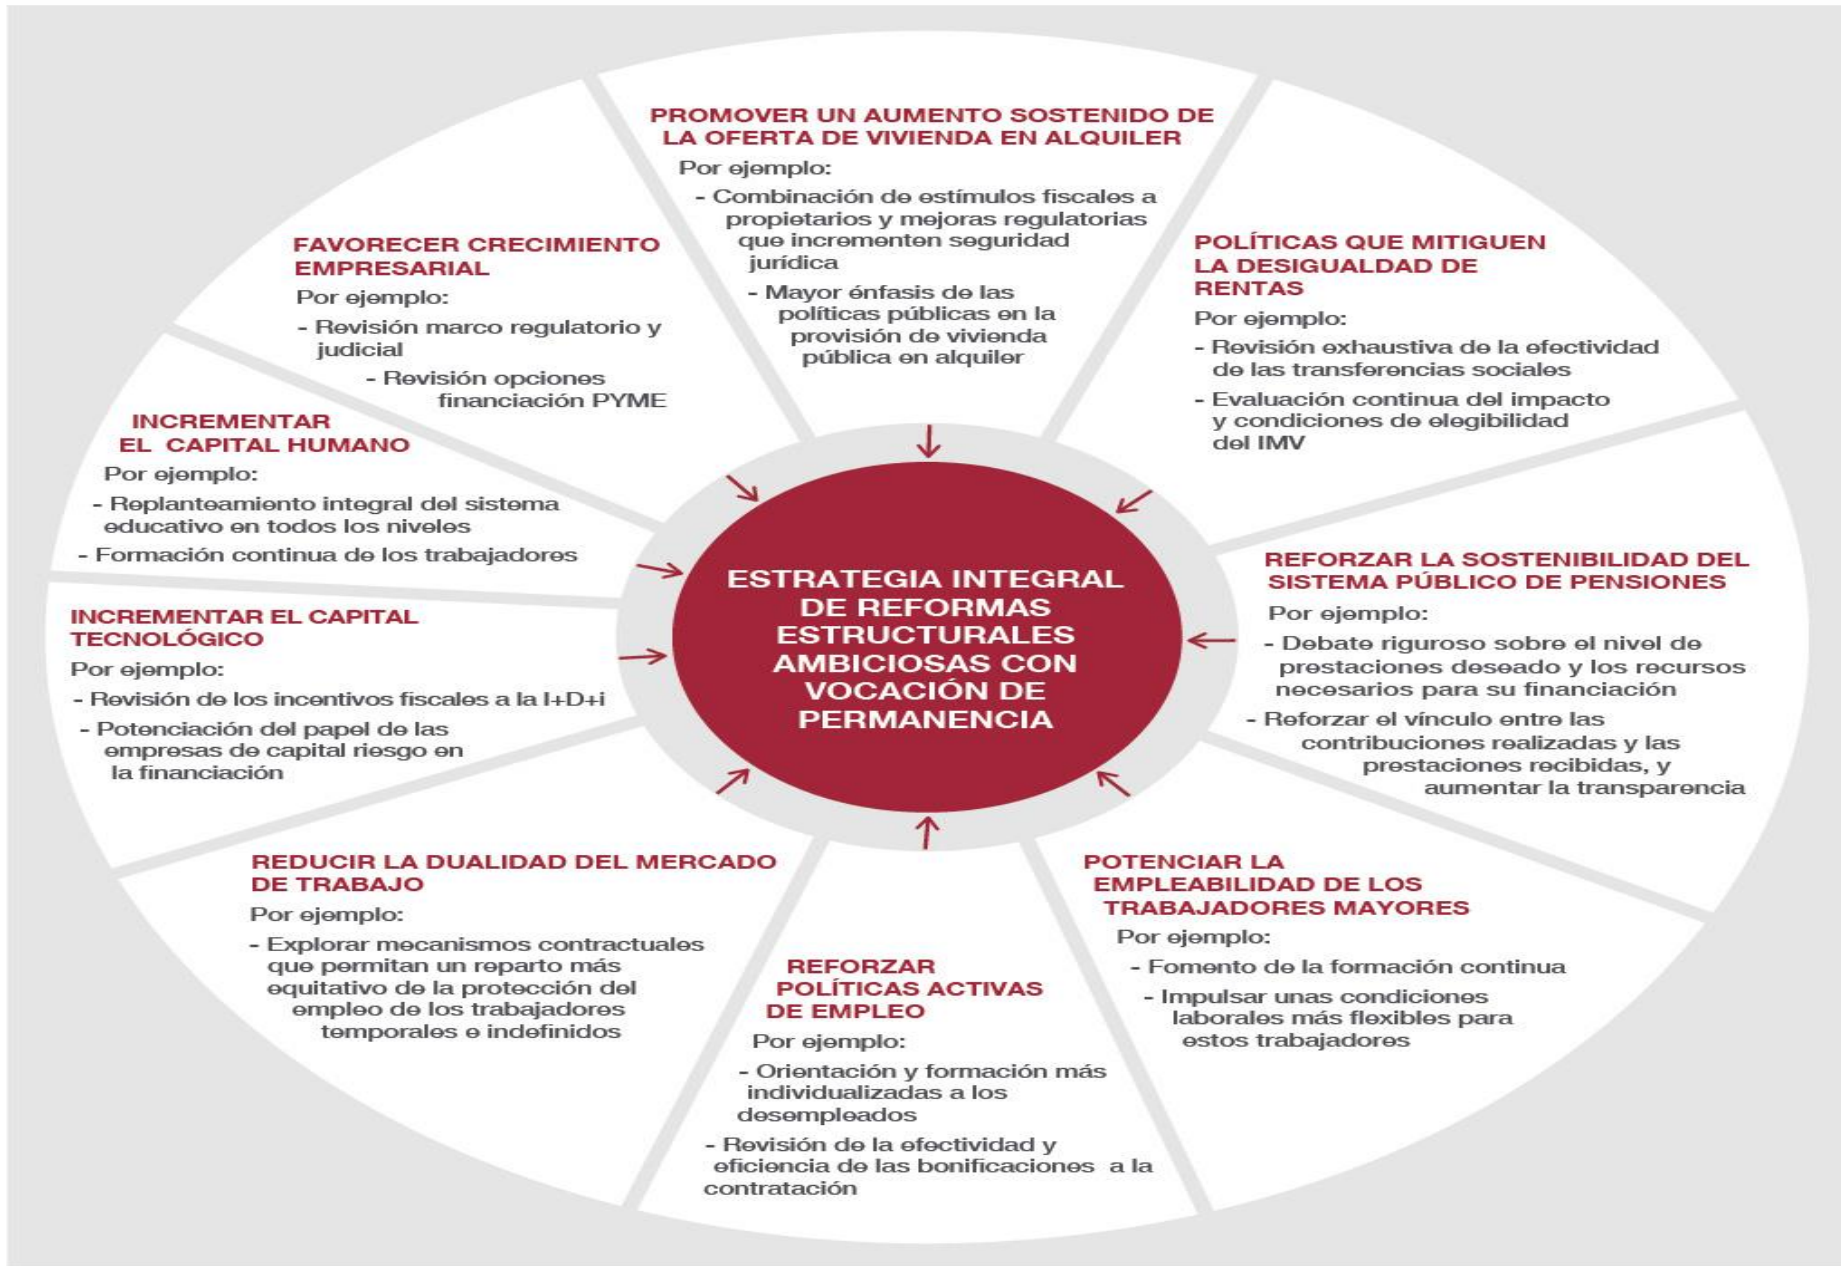 PROMOVER UN AUMENTO SOSTENIDO DE
LA OFERTA DE VIVIENDA EN ALQUILER
Por ejemplo:
- Combinación de estímulos fiscales a
propietarios y mejoras regulatorias
que incrementen seguridad
jurídica
- Mayor énfasis de las
políticas públicas en la
provisión de vivienda
pública en alquiler
POLÍTICAS QUE MITIGUEN
LA DESIGUALDAD DE
RENTAS
Por ejemplo:
- Revisión exhaustiva de la efectividad
de las transferencias sociales
- Evaluación continua del impacto
y condiciones de elegibilidad
del IMV
REFORZAR LA SOSTENIBILIDAD DEL
SISTEMA PÚBLICO DE PENSIONES
Por ejemplo:
- Debate riguroso sobre el nivel de
prestaciones deseado y los recursos
necesarios para su financiación
- Reforzar el vínculo entre las
contribuciones realizadas y las
prestaciones recibidas, y
aumentar la transparencia
POTENCIAR LA
EMPLEABILIDAD DE LOS
TRABAJADORES MAYORES
Por ejemplo:
- Fomento de la formación continua
- Impulsar unas condiciones
laborales más flexibles para
estos trabajadores
REFORZAR
POLÍTICAS ACTIVAS
DE EMPLEO
Por ejemplo:
- Orientación y formación más
individualizadas a los
desempleados
- Revisión de la efectividad y
eficiencia de las bonificaciones a la
contratación
REDUCIR LA DUALIDAD DEL MERCADO
DE TRABAJO
Por ejemplo:
- Explorar mecanismos contractuales
que permitan un reparto más
equitativo de la protección del
empleo de los trabajadores
temporales e indefinidos
INCREMENTAR EL CAPITAL
TECNOLÓGICO
Por ejemplo:
- Revisión de los incentivos fiscales a la I+D+i
- Potenciación del papel de las
empresas de capital riesgo en
la financiación
INCREMENTAR
EL CAPITAL HUMANO
Por ejemplo:
- Replanteamiento integral del sistema
educativo en todos los niveles
- Formación continua de los trabajadores
FAVORECER CRECIMIENTO
EMPRESARIAL
Por ejemplo:
- Revisión marco regulatorio y
judicial
- Revisión opciones
financiación PYME
ESTRATEGIA INTEGRAL
DE REFORMAS
ESTRUCTURALES
AMBICIOSAS CON
VOCACIÓN DE
PERMANENCIA